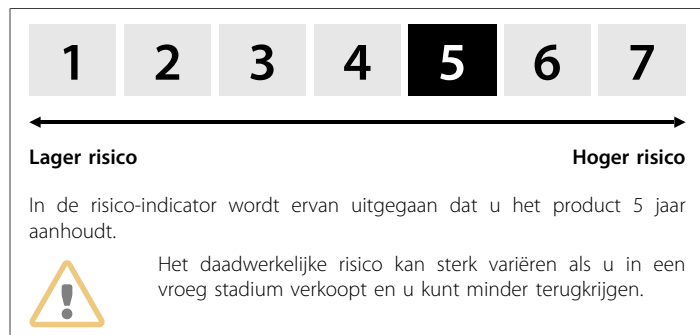 1 2 3 4 5 6 7
Lager risico Hoger risico
In de risico-indicator wordt ervan uitgegaan dat u het product 5 jaar
aanhoudt.
Het daadwerkelijke risico kan sterk variëren als u in een
vroeg stadium verkoopt en u kunt minder terugkrijgen.